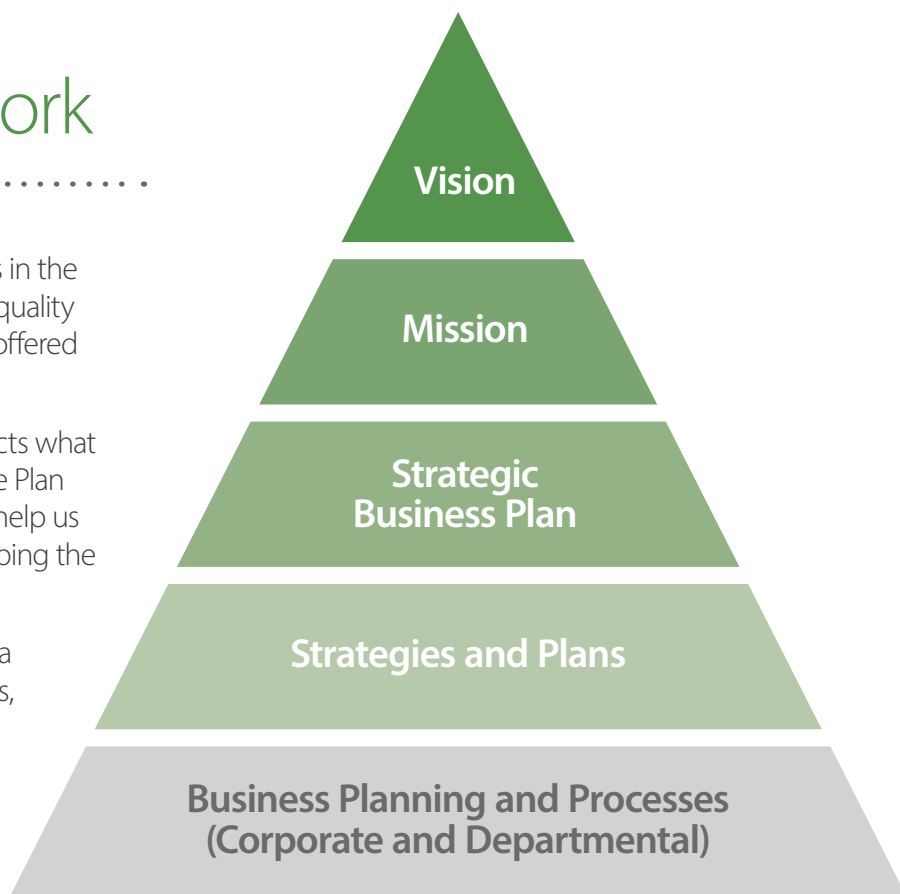 ork
s in the
quality
offered
cts what
e Plan
help us
ping the
a
s,
Vision
Mission
Strategic
Business Plan
Strategies and Plans
Business Planning and Processes
(Corporate and Departmental)